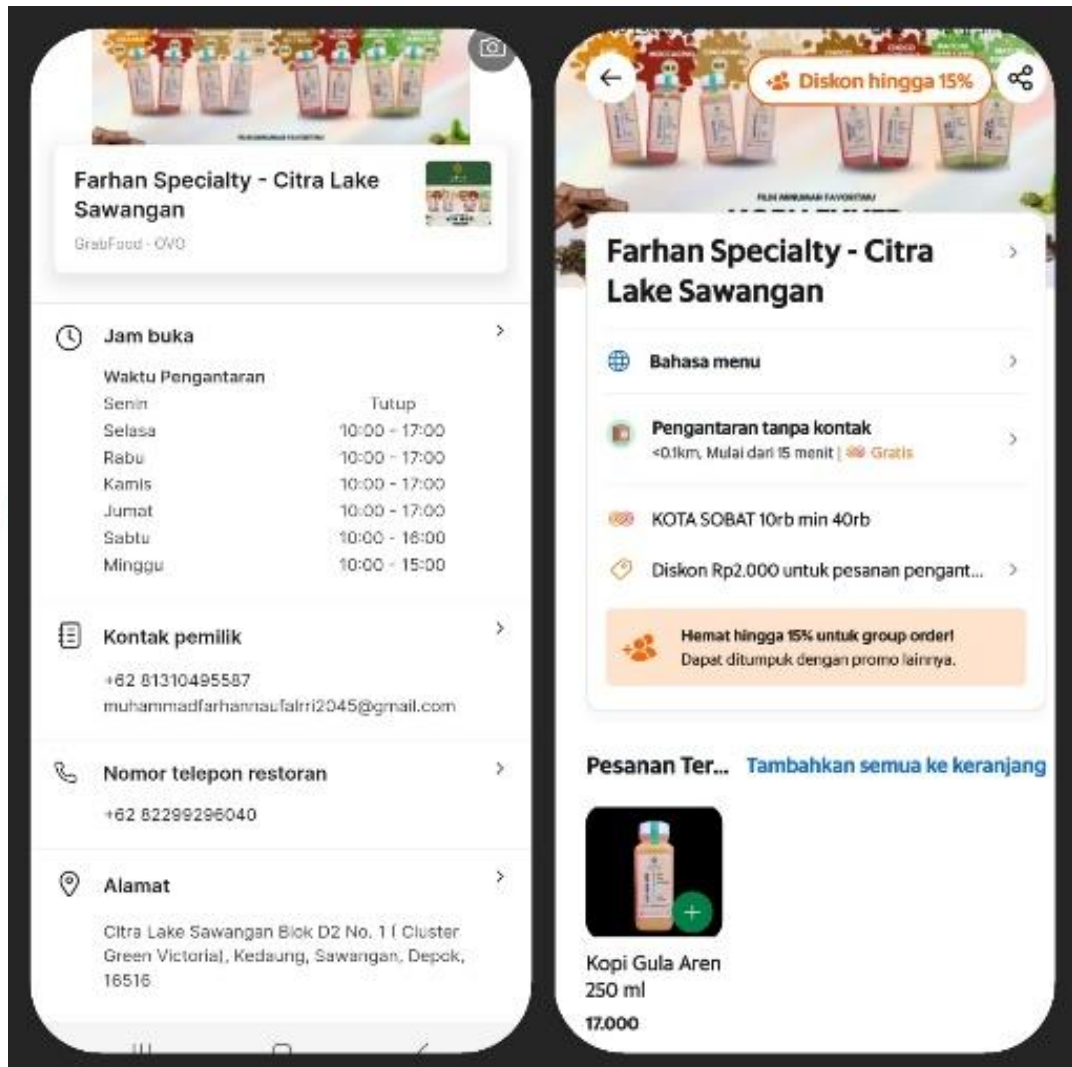 Farhan Specialty - Citra Lake
Sawangan
GrabFood - OVO
Jam buka
Waktu Pengantaran
Senin Tutup
Selasa 10:00 - 17:00
Rabu 10:00 - 17:00
Kamis 10:00 - 17:00
Jumat 10:00 - 17:00
Sabtu 10:00 - 16:00
Minggu 10:00 - 15:00
Kontak pemilik
+62 81310495587
muhammadfarhannaufalrri2045@gmail.com
Nomor telepon restoran
+62 82299296040
Alamat
Citra Lake Sawangan Blok D2 No. 1 ( Cluster
Green Victoria), Kedaung, Sawangan, Depok,
16516
Diskon hingga 15%
PILIH MINUMAN FAVORITMU
Farhan Specialty - Citra
Lake Sawangan
Bahasa menu
Pengantaran tanpa kontak
<0.1km, Mulai dari 15 menit | Gratis
KOTA SOBAT 10rb min 40rb
Diskon Rp2.000 untuk pesanan pengant...
Hemat hingga 15% untuk group order!
Dapat ditumpuk dengan promo lainnya.
Pesanan Ter... Tambahkan semua ke keranjang
Kopi Gula Aren
250 ml
17.000